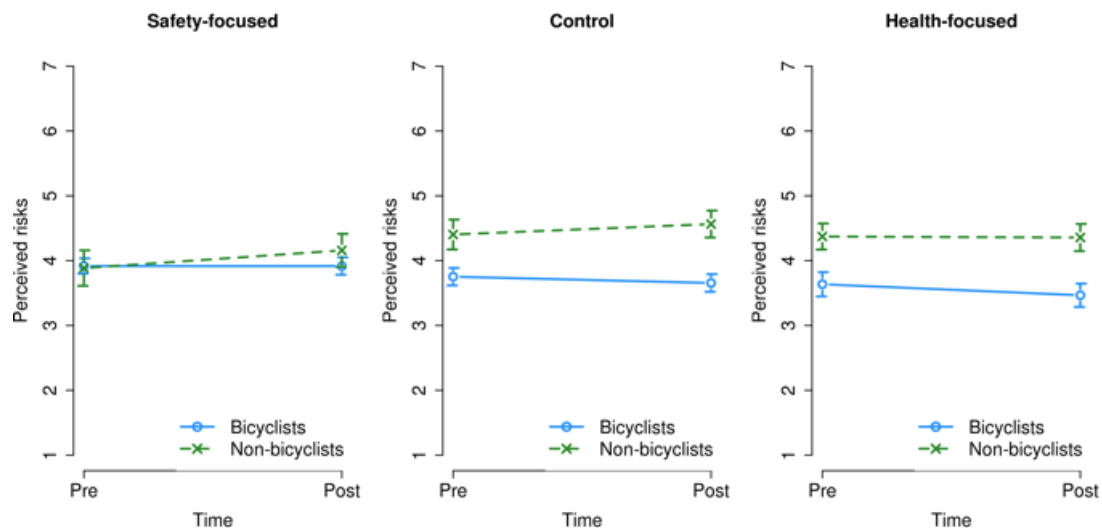 Safety-focused
Perceived risks
7
6
5
4
3
2
1
Bicyclists
Non-bicyclists
Pre
Post
Time
Control
Perceived risks
7
6
5
4
3
2
1
Bicyclists
Non-bicyclists
Pre
Post
Time
Health-focused
Perceived risks
7
6
5
4
3
2
1
Bicyclists
Non-bicyclists
Pre
Post
Time